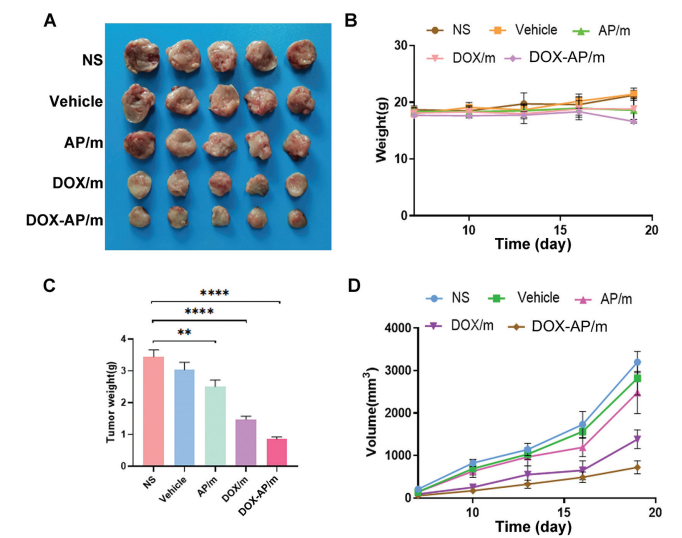 A
NS
Vehicle
AP/m
DOX/m
DOX-AP/m
B
NS Vehicle AP/m
DOX/m DOX-AP/m
Weight(g)
30
20
10
0
10 15 20
Time (day)
C
****
****
**
Tumor weight(g)
4
3
2
1
0
NS
Vehicle
AP/m
DOX/m
DOX-AP/m
D
NS Vehicle AP/m
DOX/m DOX-AP/m
Volume(mm³)
4000
3000
2000
1000
0
10 15 20
Time (day)